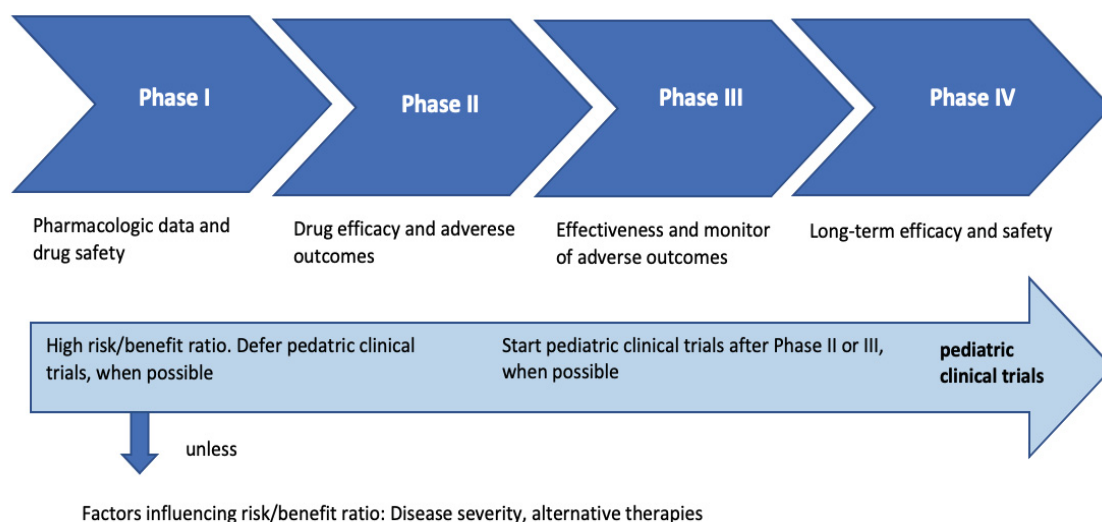 Phase I
Phase II
Phase III
Phase IV
Pharmacologic data and
drug safety
Drug efficacy and adverese
outcomes
Effectiveness and monitor
of adverse outcomes
Long-term efficacy and safety
High risk/benefit ratio. Defer pedatric clinical
trials, when possible
Start pediatric clinical trials after Phase II or III,
when possible
pediatric
clinical trials
unless
Factors influencing risk/benefit ratio: Disease severity, alternative therapies